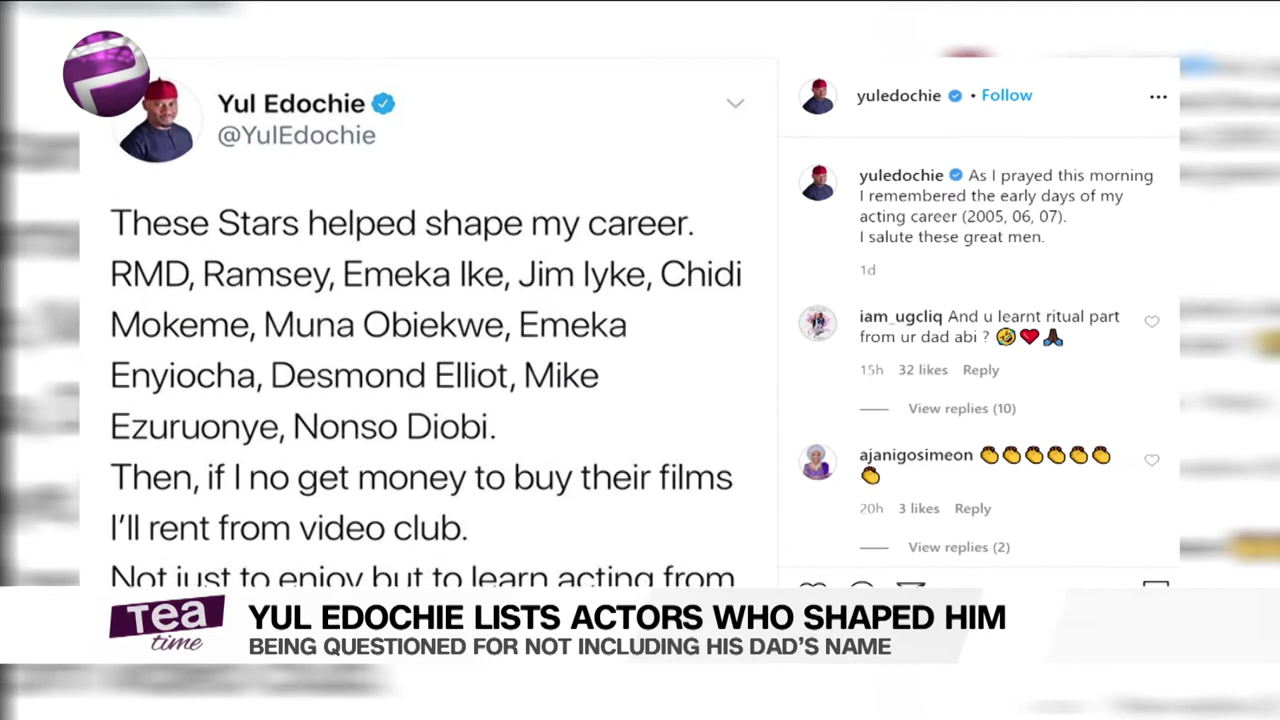 Yul Edochie
@YulEdochie
These Stars helped shape my career.
RMD, Ramsey, Emeka Ike, Jim Iyke, Chidi
Mokeme, Muna Obiekwe, Emeka
Enyiocha, Desmond Elliot, Mike
Ezuruonye, Nonso Diobi.
Then, if I no get money to buy their films
I'll rent from video club.
Not just to enjoy but to learn acting from
yuledochie • Follow
yuledochie As I prayed this morning
I remembered the early days of my
acting career (2005, 06, 07).
I salute these great men.
1d
iam_ugcliq And u learnt ritual part
from ur dad abi ? 🤣❤️🙏🏿
15h 32 likes Reply
View replies (10)
ajanigosimeon 👏👏👏👏👏👏
👏
20h 3 likes Reply
View replies (2)
Tea
time
YUL EDOCHIE LISTS ACTORS WHO SHAPED HIM
BEING QUESTIONED FOR NOT INCLUDING HIS DAD'S NAME